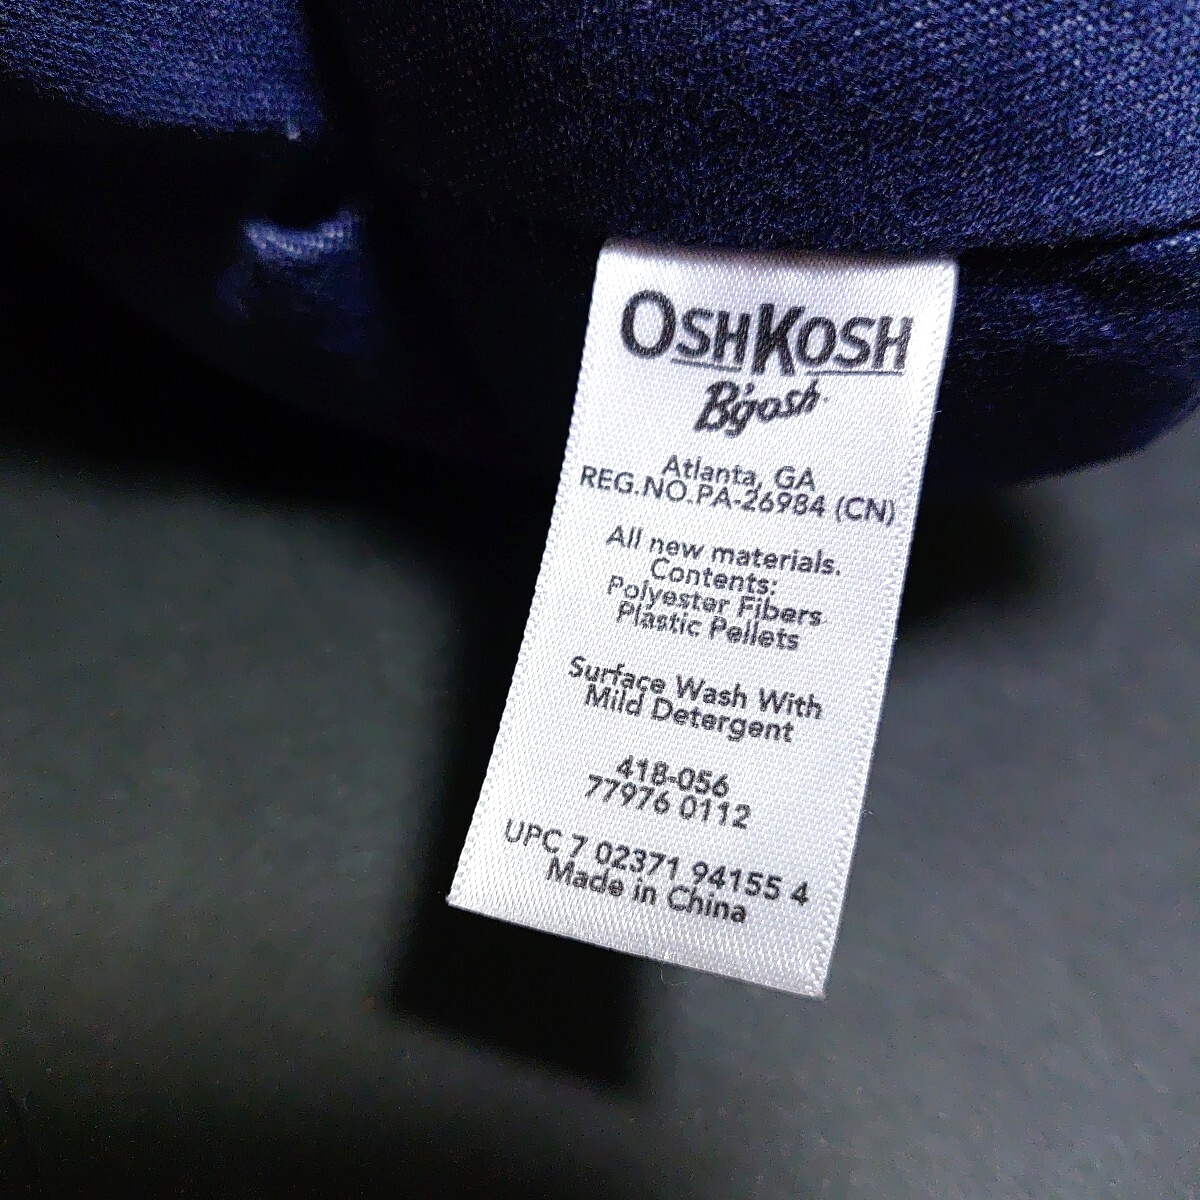 OSHKOSH
B'gosh
Atlanta, GA
REG.NO.PA-26984 (CN)
All new materials.
Contents:
Polyester Fibers
Plastic Pellets
Surface Wash With
Mild Detergent
418-056
77976 0112
UPC 7 02371 94155 4
Made in China